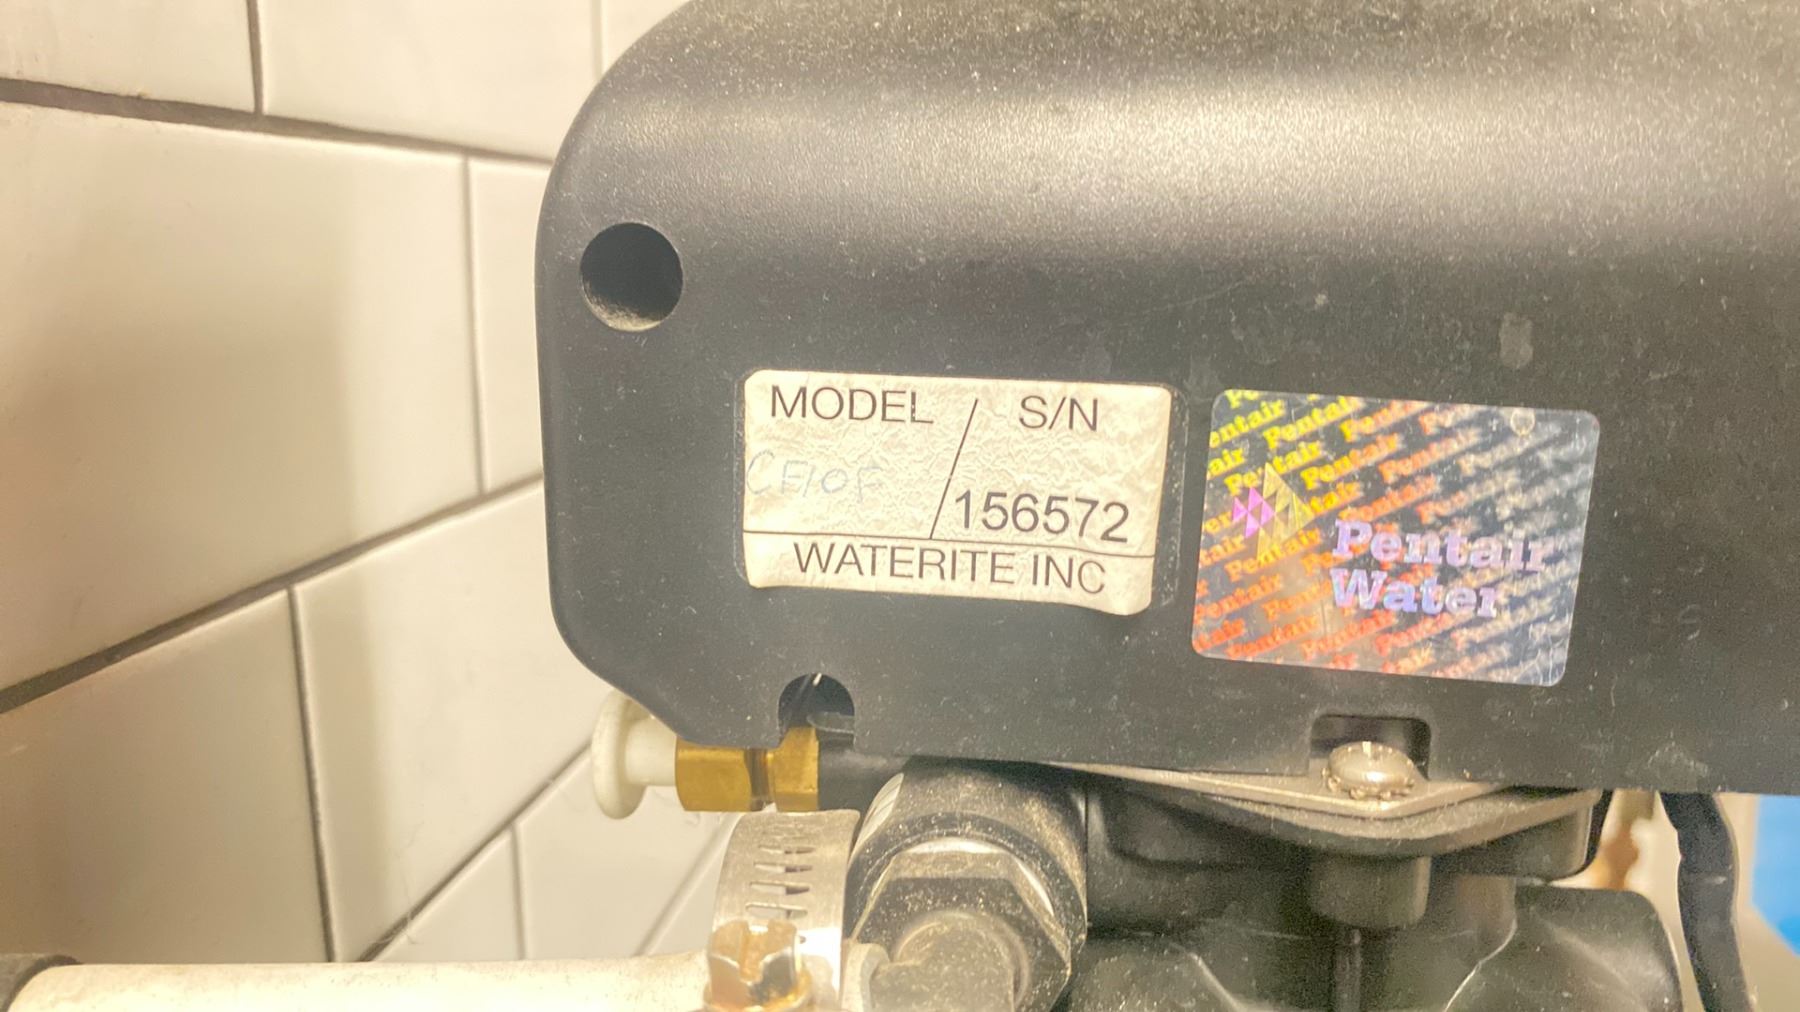 MODEL / S/N
CF10F
156572
WATERITE INC
Pentair
Water